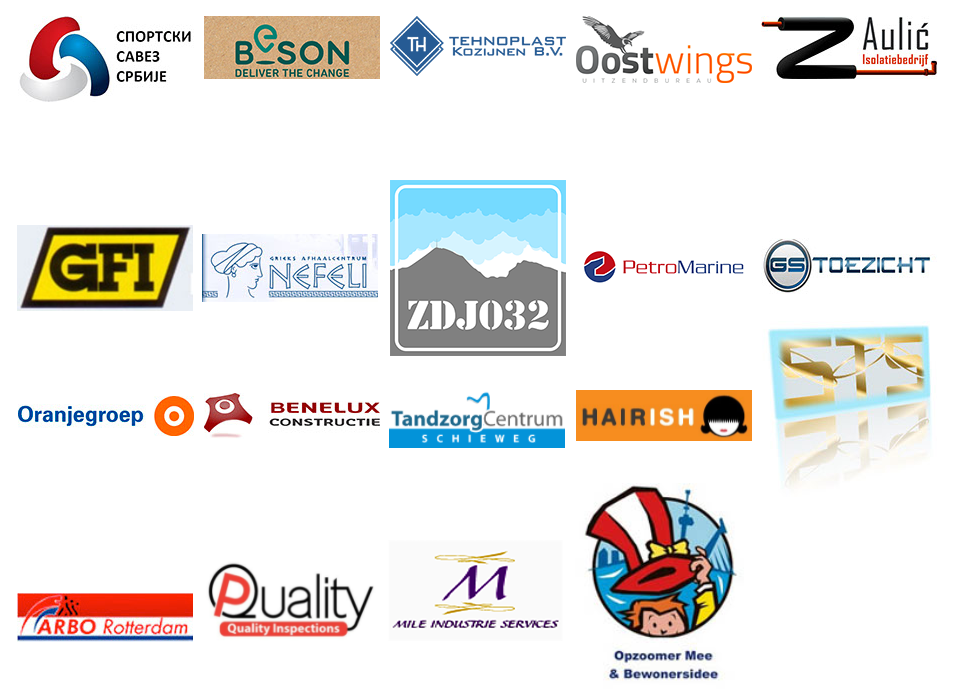 СПОРТСКИ
САВЕЗ
СРБИЈЕ
BeSON
DELIVER THE CHANGE
TH
TEHNOPLAST
KOZIJNEN B.V.
Oostwings
UITZENDBUREAU
Z Aulić
Isolatiebedrijf
GFI
GRIEKS AFHAALCENTRUM
NEFELI
ZDJO32
PetroMarine
GS TOEZICHT
STS
Oranjegroep
BENELUX
CONSTRUCTIE
TandzorgCentrum
SCHIEWEG
HAIRISH
ARBO Rotterdam
Quality
Quality Inspections
M
MILE INDUSTRIE SERVICES
Opzoomer Mee
& Bewonersidee